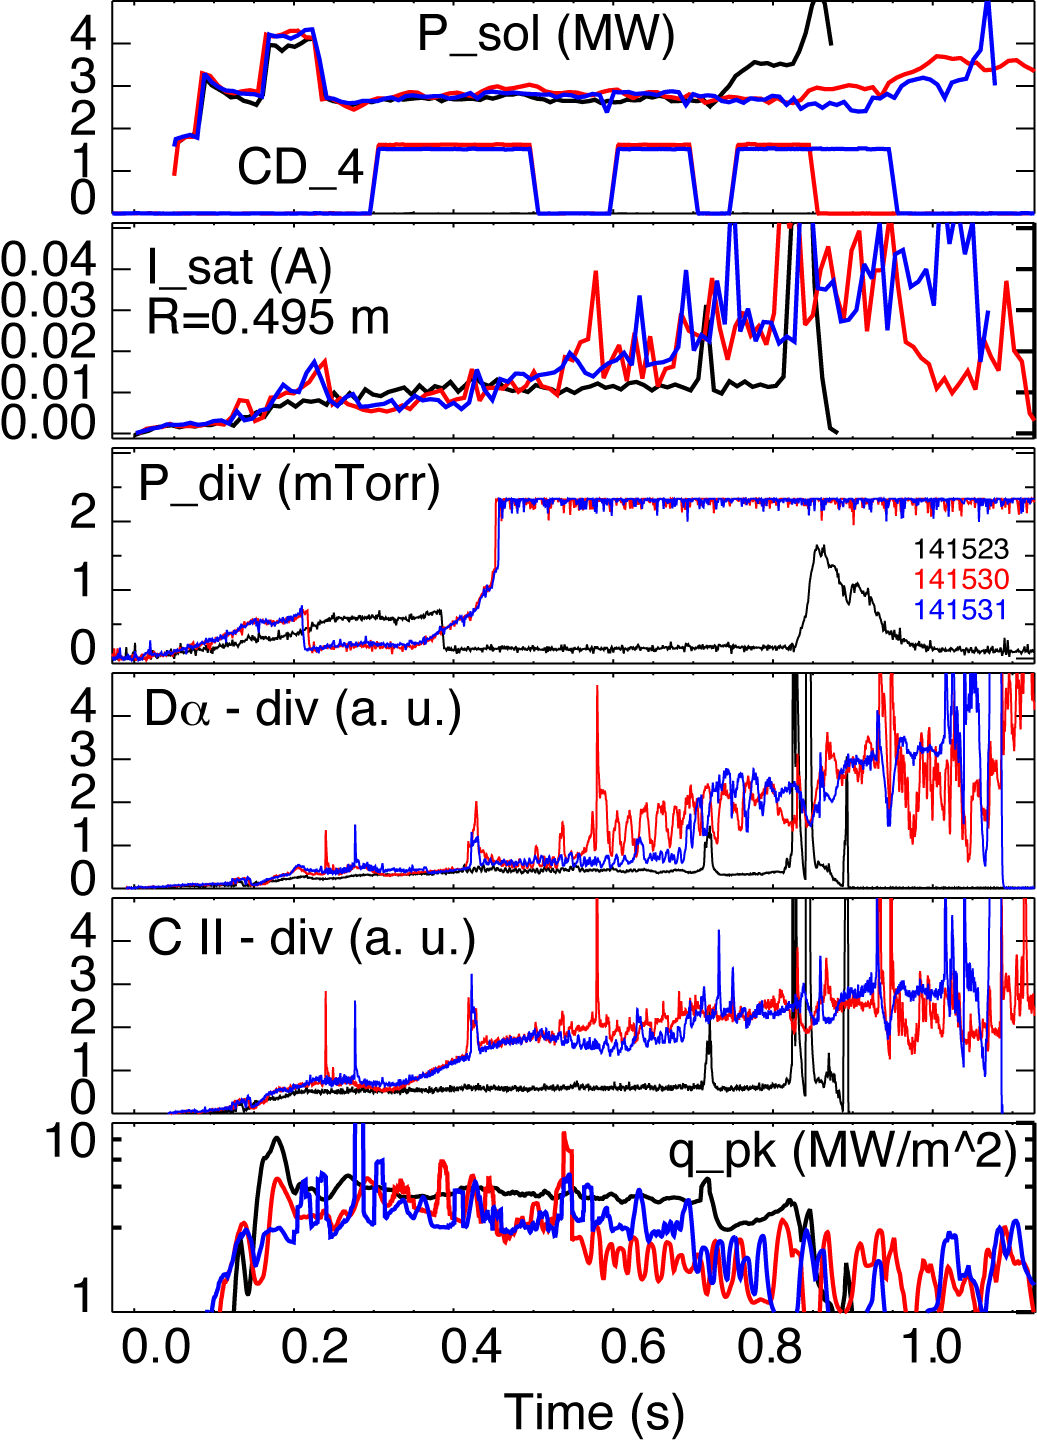 P_sol (MW)
4
3
2
1
0
CD_4
I_sat (A)
R=0.495 m
0.04
0.03
0.02
0.01
0.00
P_div (mTorr)
2
1
0
141523
141530
141531
Dα - div (a. u.)
4
3
2
1
0
C II - div (a. u.)
4
3
2
1
0
q_pk (MW/m^2)
10
1
0.0 0.2 0.4 0.6 0.8 1.0
Time (s)